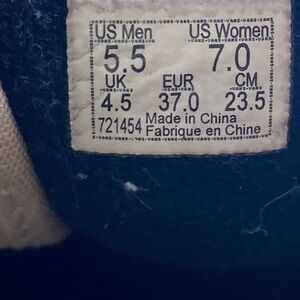 US Men US Women
5.5 7.0
UK EUR CM
4.5 37.0 23.5
721454 Made in China
Fabrique en Chine